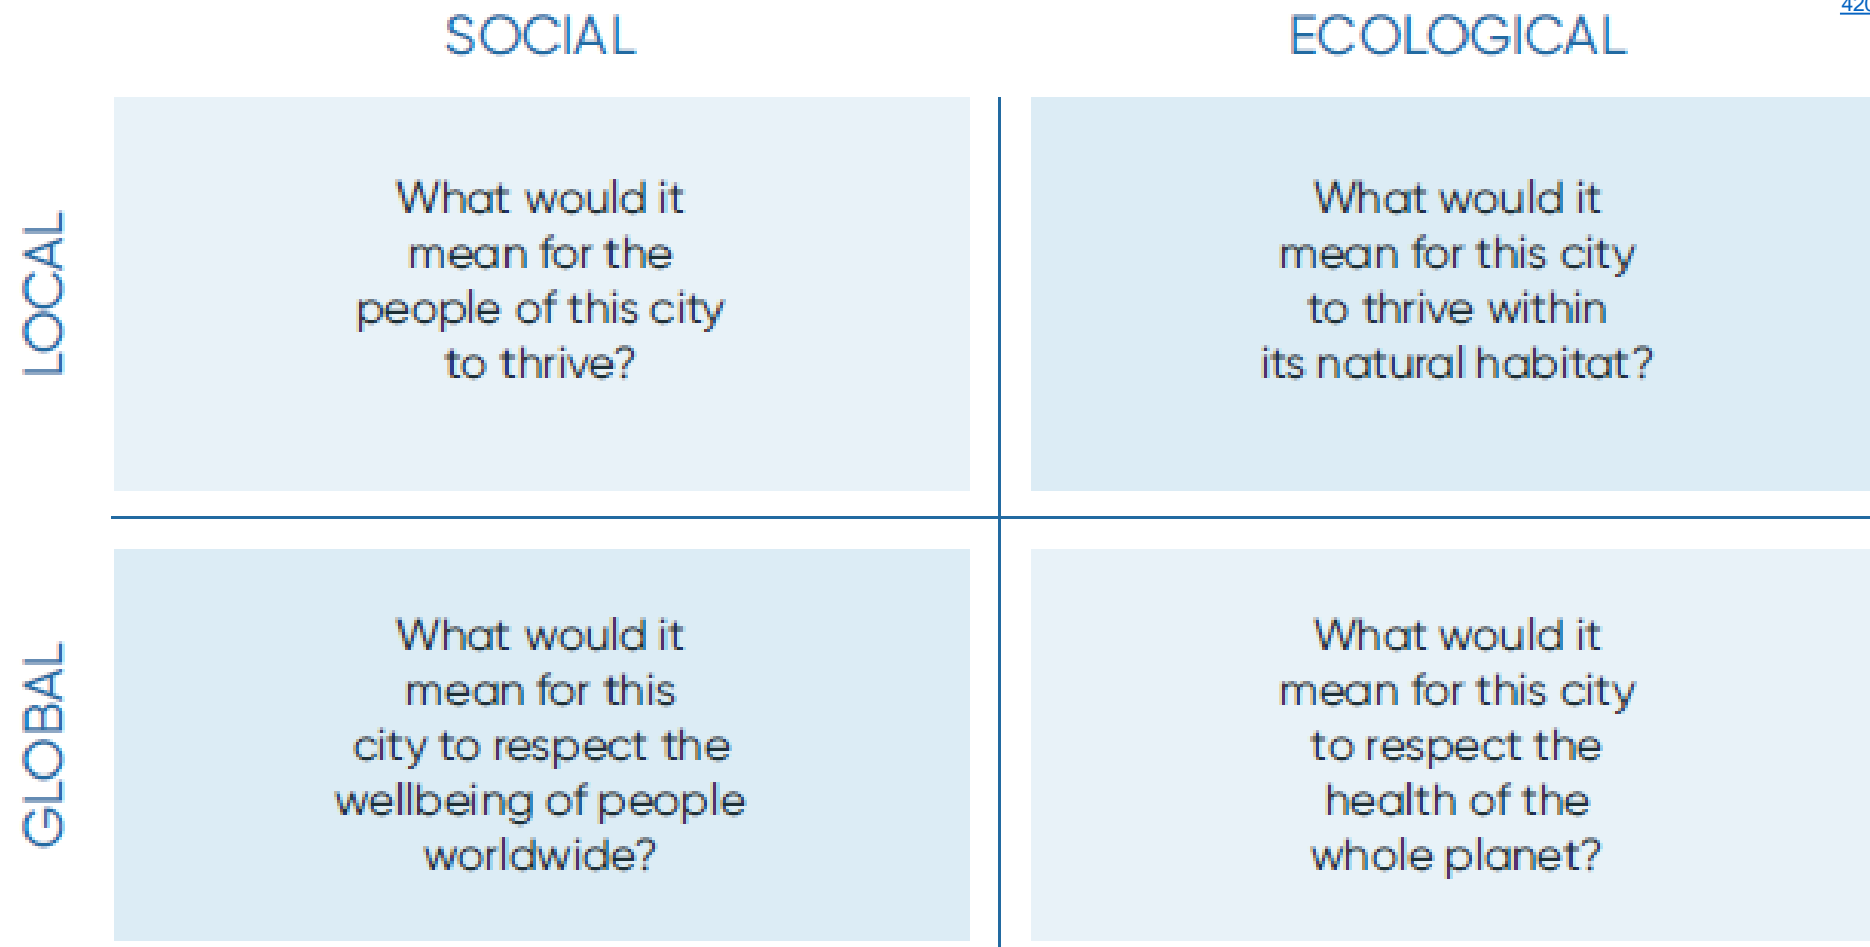 SOCIAL
ECOLOGICAL
LOCAL
What would it
mean for the
people of this city
to thrive?
What would it
mean for this city
to thrive within
its natural habitat?
GLOBAL
What would it
mean for this
city to respect the
wellbeing of people
worldwide?
What would it
mean for this city
to respect the
health of the
whole planet?